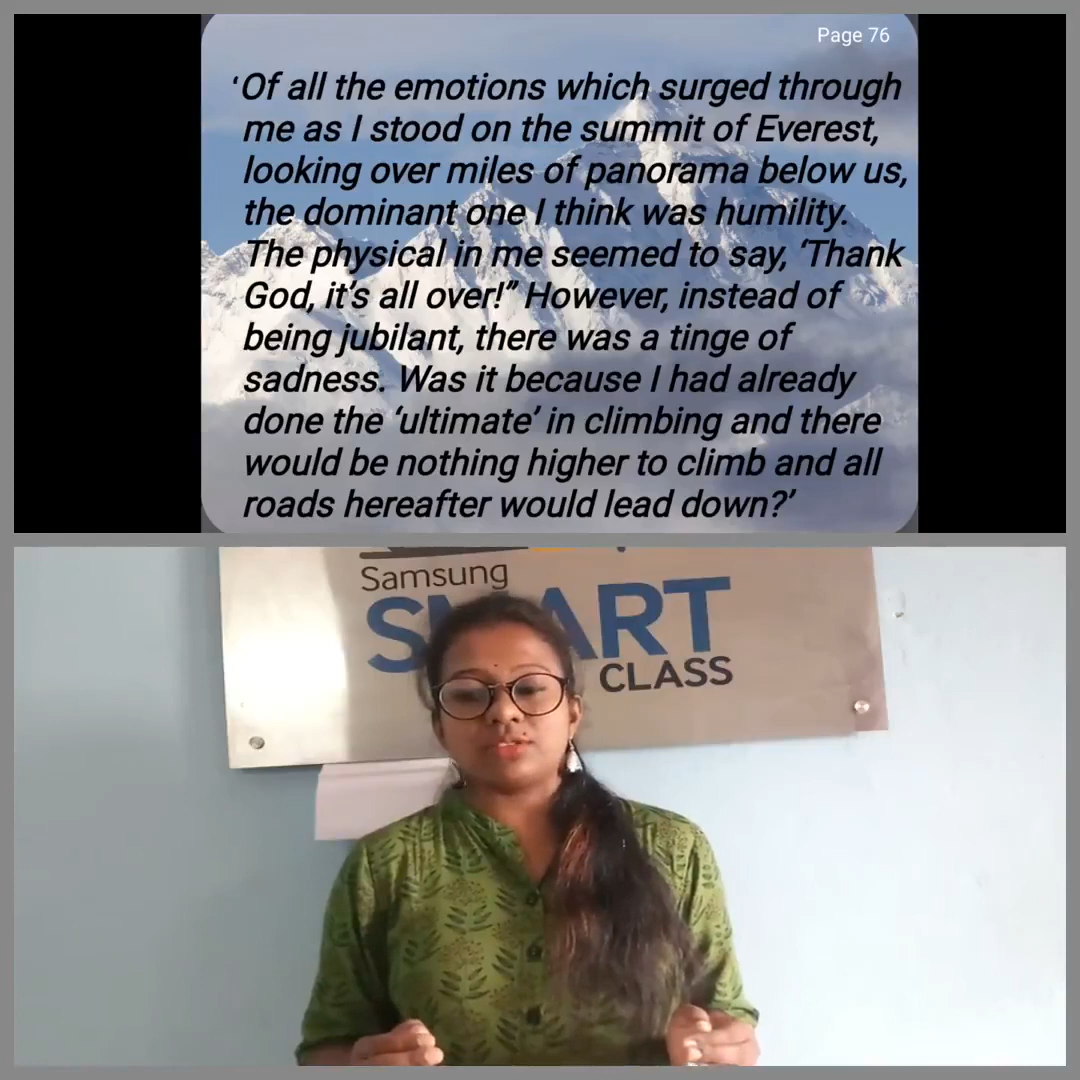 Page 76
‘Of all the emotions which surged through
me as I stood on the summit of Everest,
looking over miles of panorama below us,
the dominant one I think was humility.
The physical in me seemed to say, ‘Thank
God, it’s all over!” However, instead of
being jubilant, there was a tinge of
sadness. Was it because I had already
done the ‘ultimate’ in climbing and there
would be nothing higher to climb and all
roads hereafter would lead down?’
Samsung
SMART
CLASS